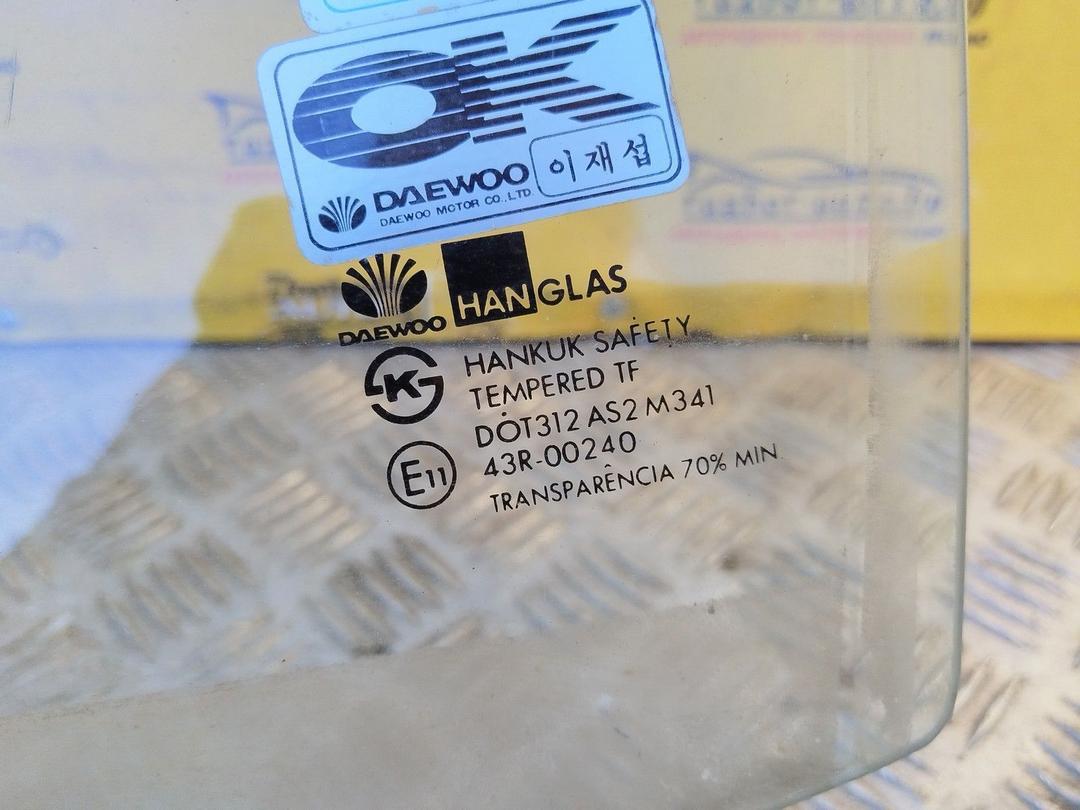 OK
DAEWOO
DAEWOO MOTOR CO., LTD
이재섭
DAEWOO
HANGLAS
K
HANKUK SAFETY
TEMPERED TF
DOT312 AS2 M341
E11
43R-00240
TRANSPARÊNCIA 70% MIN.